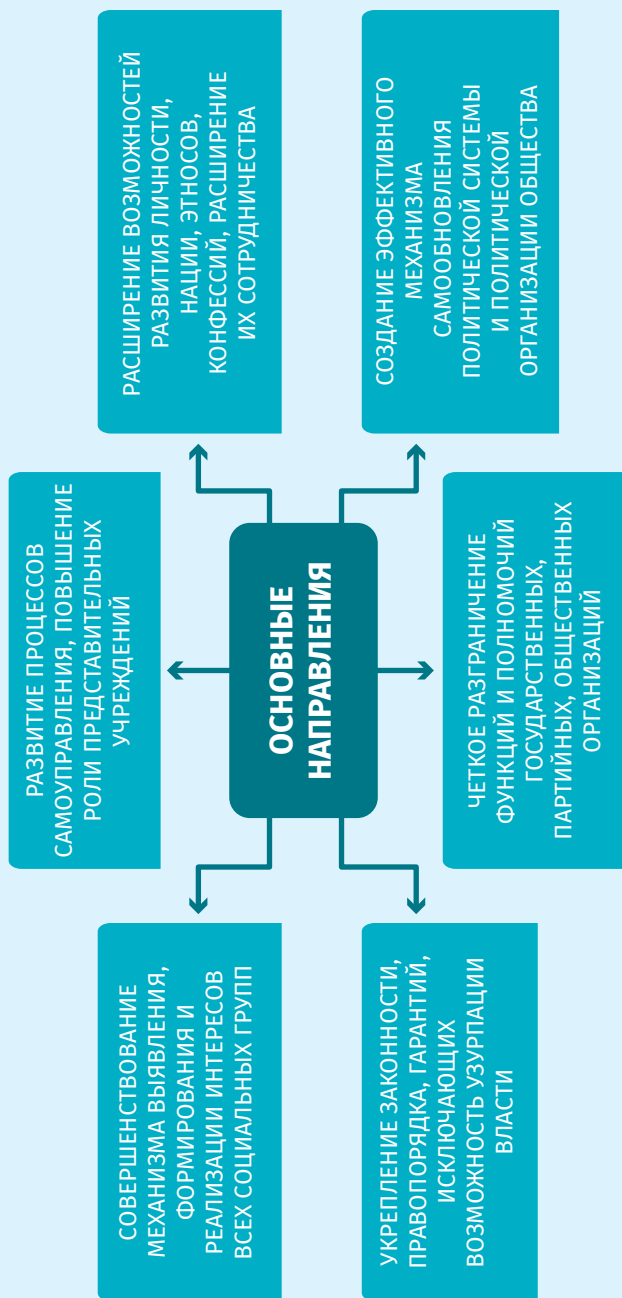 СОВЕРШЕНСТВОВАНИЕ
МЕХАНИЗМА ВЫЯВЛЕНИЯ,
ФОРМИРОВАНИЯ И
РЕАЛИЗАЦИИ ИНТЕРЕСОВ
ВСЕХ СОЦИАЛЬНЫХ ГРУПП
РАЗВИТИЕ ПРОЦЕССОВ
САМОУПРАВЛЕНИЯ, ПОВЫШЕНИЕ
РОЛИ ПРЕДСТАВИТЕЛЬНЫХ
УЧРЕЖДЕНИЙ
РАСШИРЕНИЕ ВОЗМОЖНОСТЕЙ
РАЗВИТИЯ ЛИЧНОСТИ,
НАЦИИ, ЭТНОСОВ,
КОНФЕССИЙ, РАСШИРЕНИЕ
ИХ СОТРУДНИЧЕСТВА
ОСНОВНЫЕ
НАПРАВЛЕНИЯ
УКРЕПЛЕНИЕ ЗАКОННОСТИ,
ПРАВОПОРЯДКА, ГАРАНТИЙ,
ИСКЛЮЧАЮЩИХ
ВОЗМОЖНОСТЬ УЗУРПАЦИИ
ВЛАСТИ
ЧЕТКОЕ РАЗГРАНИЧЕНИЕ
ФУНКЦИЙ И ПОЛНОМОЧИЙ
ГОСУДАРСТВЕННЫХ,
ПАРТИЙНЫХ, ОБЩЕСТВЕННЫХ
ОРГАНИЗАЦИЙ
СОЗДАНИЕ ЭФФЕКТИВНОГО
МЕХАНИЗМА
САМООБНОВЛЕНИЯ
ПОЛИТИЧЕСКОЙ СИСТЕМЫ
И ПОЛИТИЧЕСКОЙ
ОРГАНИЗАЦИИ ОБЩЕСТВА